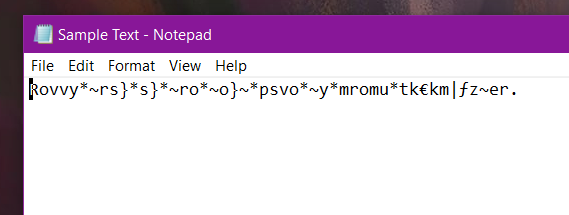 Sample Text - Notepad
File Edit Format View Help
Rovvy*~rs}*s}*~ro*~o}~*psvo*~y*mromu*tk€km|ƒz~er.